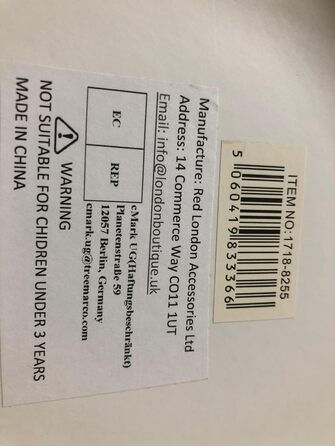 ITEM NO:1718-8255
5 060419 833366
Manufacture: Red London Accessories Ltd
Address: 14 Commerce Way CO11 1UT
Email: info@londonboutique.uk
EC REP
eMark UG(Haftungsbeschränkt)
Planetenstraße 59
12057 Berlin, Germany
emark.ug@treemarco.com
WARNING
NOT SUITABLE FOR CHIDREN UNDER 3 YEARS
MADE IN CHINA